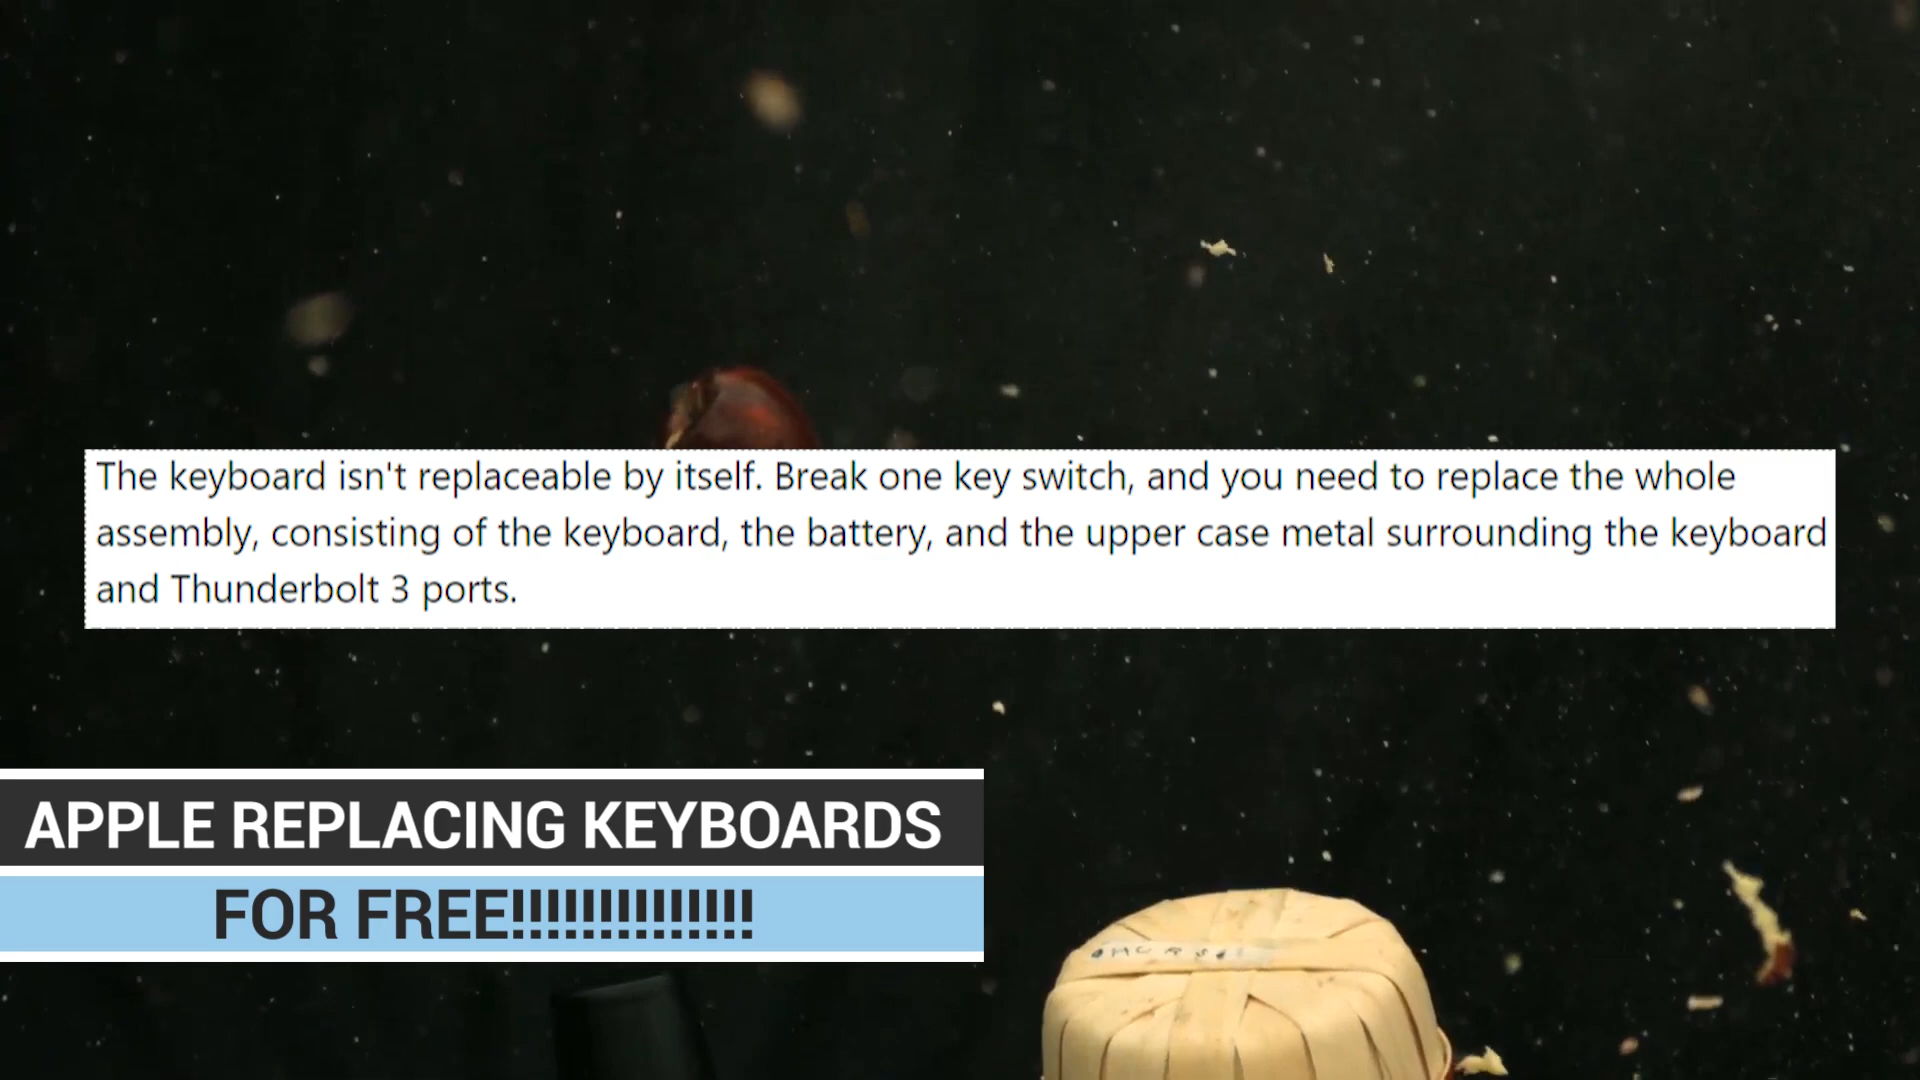 The keyboard isn't replaceable by itself. Break one key switch, and you need to replace the whole
assembly, consisting of the keyboard, the battery, and the upper case metal surrounding the keyboard
and Thunderbolt 3 ports.
APPLE REPLACING KEYBOARDS
FOR FREE!!!!!!!!!!!!!!